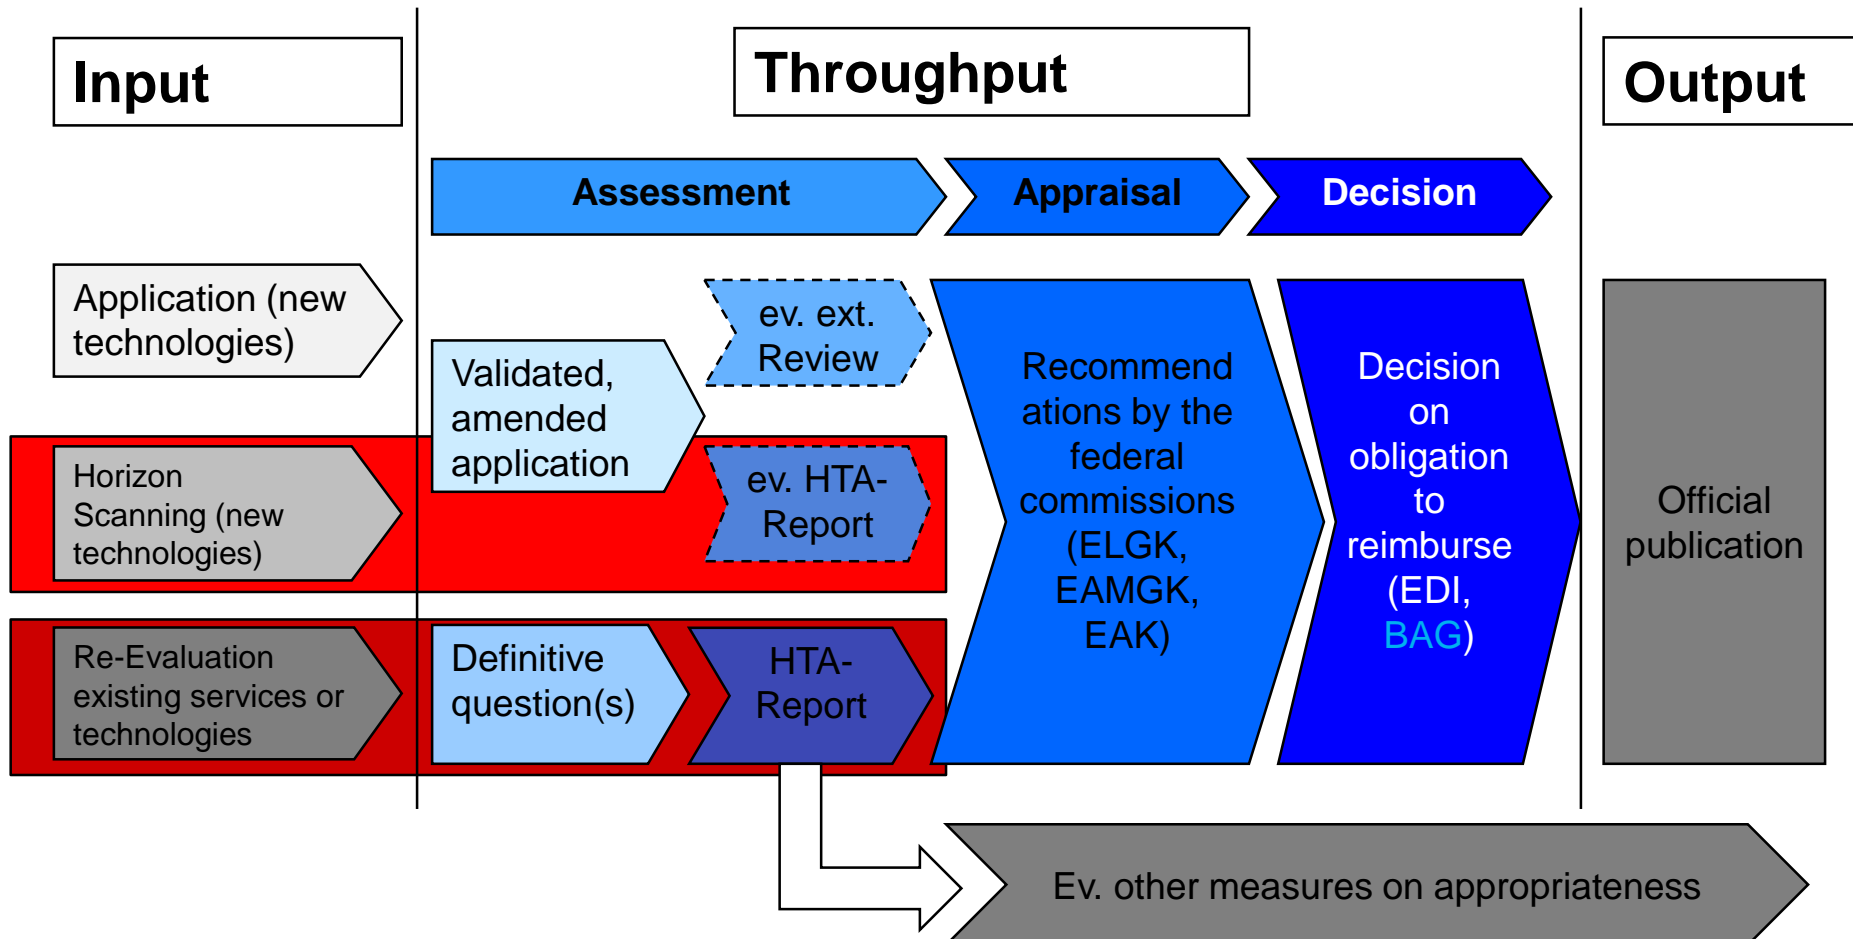 Input
Throughput
Output
Assessment
Appraisal
Decision
Application (new
technologies)
Horizon
Scanning (new
technologies)
Re-Evaluation
existing services or
technologies
Validated,
amended
application
Definitive
question(s)
ev. ext.
Review
ev. HTA-
Report
HTA-
Report
Recommend
ations by the
federal
commissions
(ELGK,
EAMGK,
EAK)
Decision
on
obligation
to
reimburse
(EDI,
BAG)
Official
publication
Ev. other measures on appropriateness